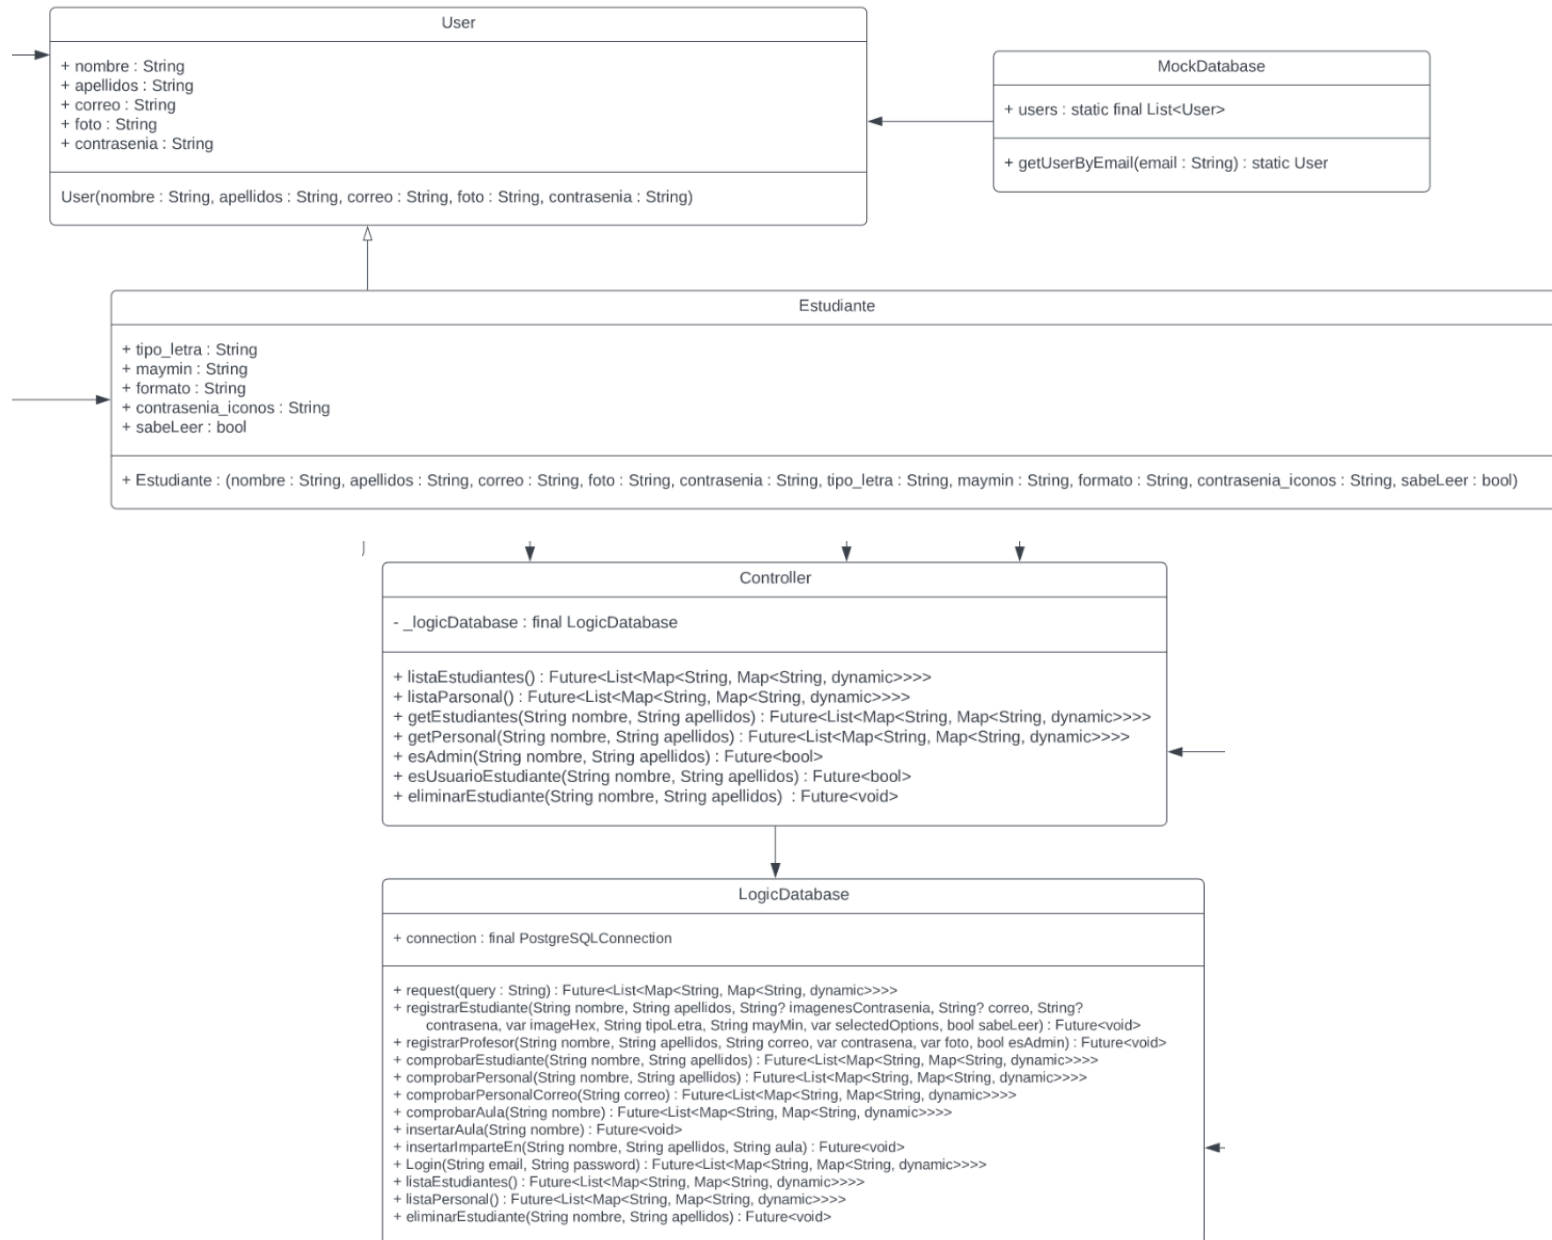 User
+ nombre : String
+ apellidos : String
+ correo : String
+ foto : String
+ contrasenia : String
User(nombre : String, apellidos : String, correo : String, foto : String, contrasenia : String)
MockDatabase
+ users : static final List<User>
+ getUserByEmail(email : String) : static User
Estudiante
+ tipo_letra : String
+ maymin : String
+ formato : String
+ contrasenia_iconos : String
+ sabeLeer : bool
+ Estudiante : (nombre : String, apellidos : String, correo : String, foto : String, contrasenia : String, tipo_letra : String, maymin : String, formato : String, contrasenia_iconos : String, sabeLeer : bool)
Controller
- _logicDatabase : final LogicDatabase
+ listaEstudiantes() : Future<List<Map<String, Map<String, dynamic>>>>
+ listaParsonal() : Future<List<Map<String, Map<String, dynamic>>>>
+ getEstudiantes(String nombre, String apellidos) : Future<List<Map<String, Map<String, dynamic>>>>
+ getPersonal(String nombre, String apellidos) : Future<List<Map<String, Map<String, dynamic>>>>
+ esAdmin(String nombre, String apellidos) : Future<bool>
+ esUsuarioEstudiante(String nombre, String apellidos) : Future<bool>
+ eliminarEstudiante(String nombre, String apellidos) : Future<void>
LogicDatabase
+ connection : final PostgreSQLConnection
+ request(query : String) : Future<List<Map<String, Map<String, dynamic>>>>
+ registrarEstudiante(String nombre, String apellidos, String? imagenesContrasenia, String? correo, String?
contrasena, var imageHex, String tipoLetra, String mayMin, var selectedOptions, bool sabeLeer) : Future<void>
+ registrarProfesor(String nombre, String apellidos, String correo, var contrasena, var foto, bool esAdmin) : Future<void>
+ comprobarEstudiante(String nombre, String apellidos) : Future<List<Map<String, Map<String, dynamic>>>>
+ comprobarPersonal(String nombre, String apellidos) : Future<List<Map<String, Map<String, dynamic>>>>
+ comprobarPersonalCorreo(String correo) : Future<List<Map<String, Map<String, dynamic>>>>
+ comprobarAula(String nombre) : Future<List<Map<String, Map<String, dynamic>>>>
+ insertarAula(String nombre) : Future<void>
+ insertarImparteEn(String nombre, String apellidos, String aula) : Future<void>
+ Login(String email, String password) : Future<List<Map<String, Map<String, dynamic>>>>
+ listaEstudiantes() : Future<List<Map<String, Map<String, dynamic>>>>
+ listaPersonal() : Future<List<Map<String, Map<String, dynamic>>>>
+ eliminarEstudiante(String nombre, String apellidos) : Future<void>